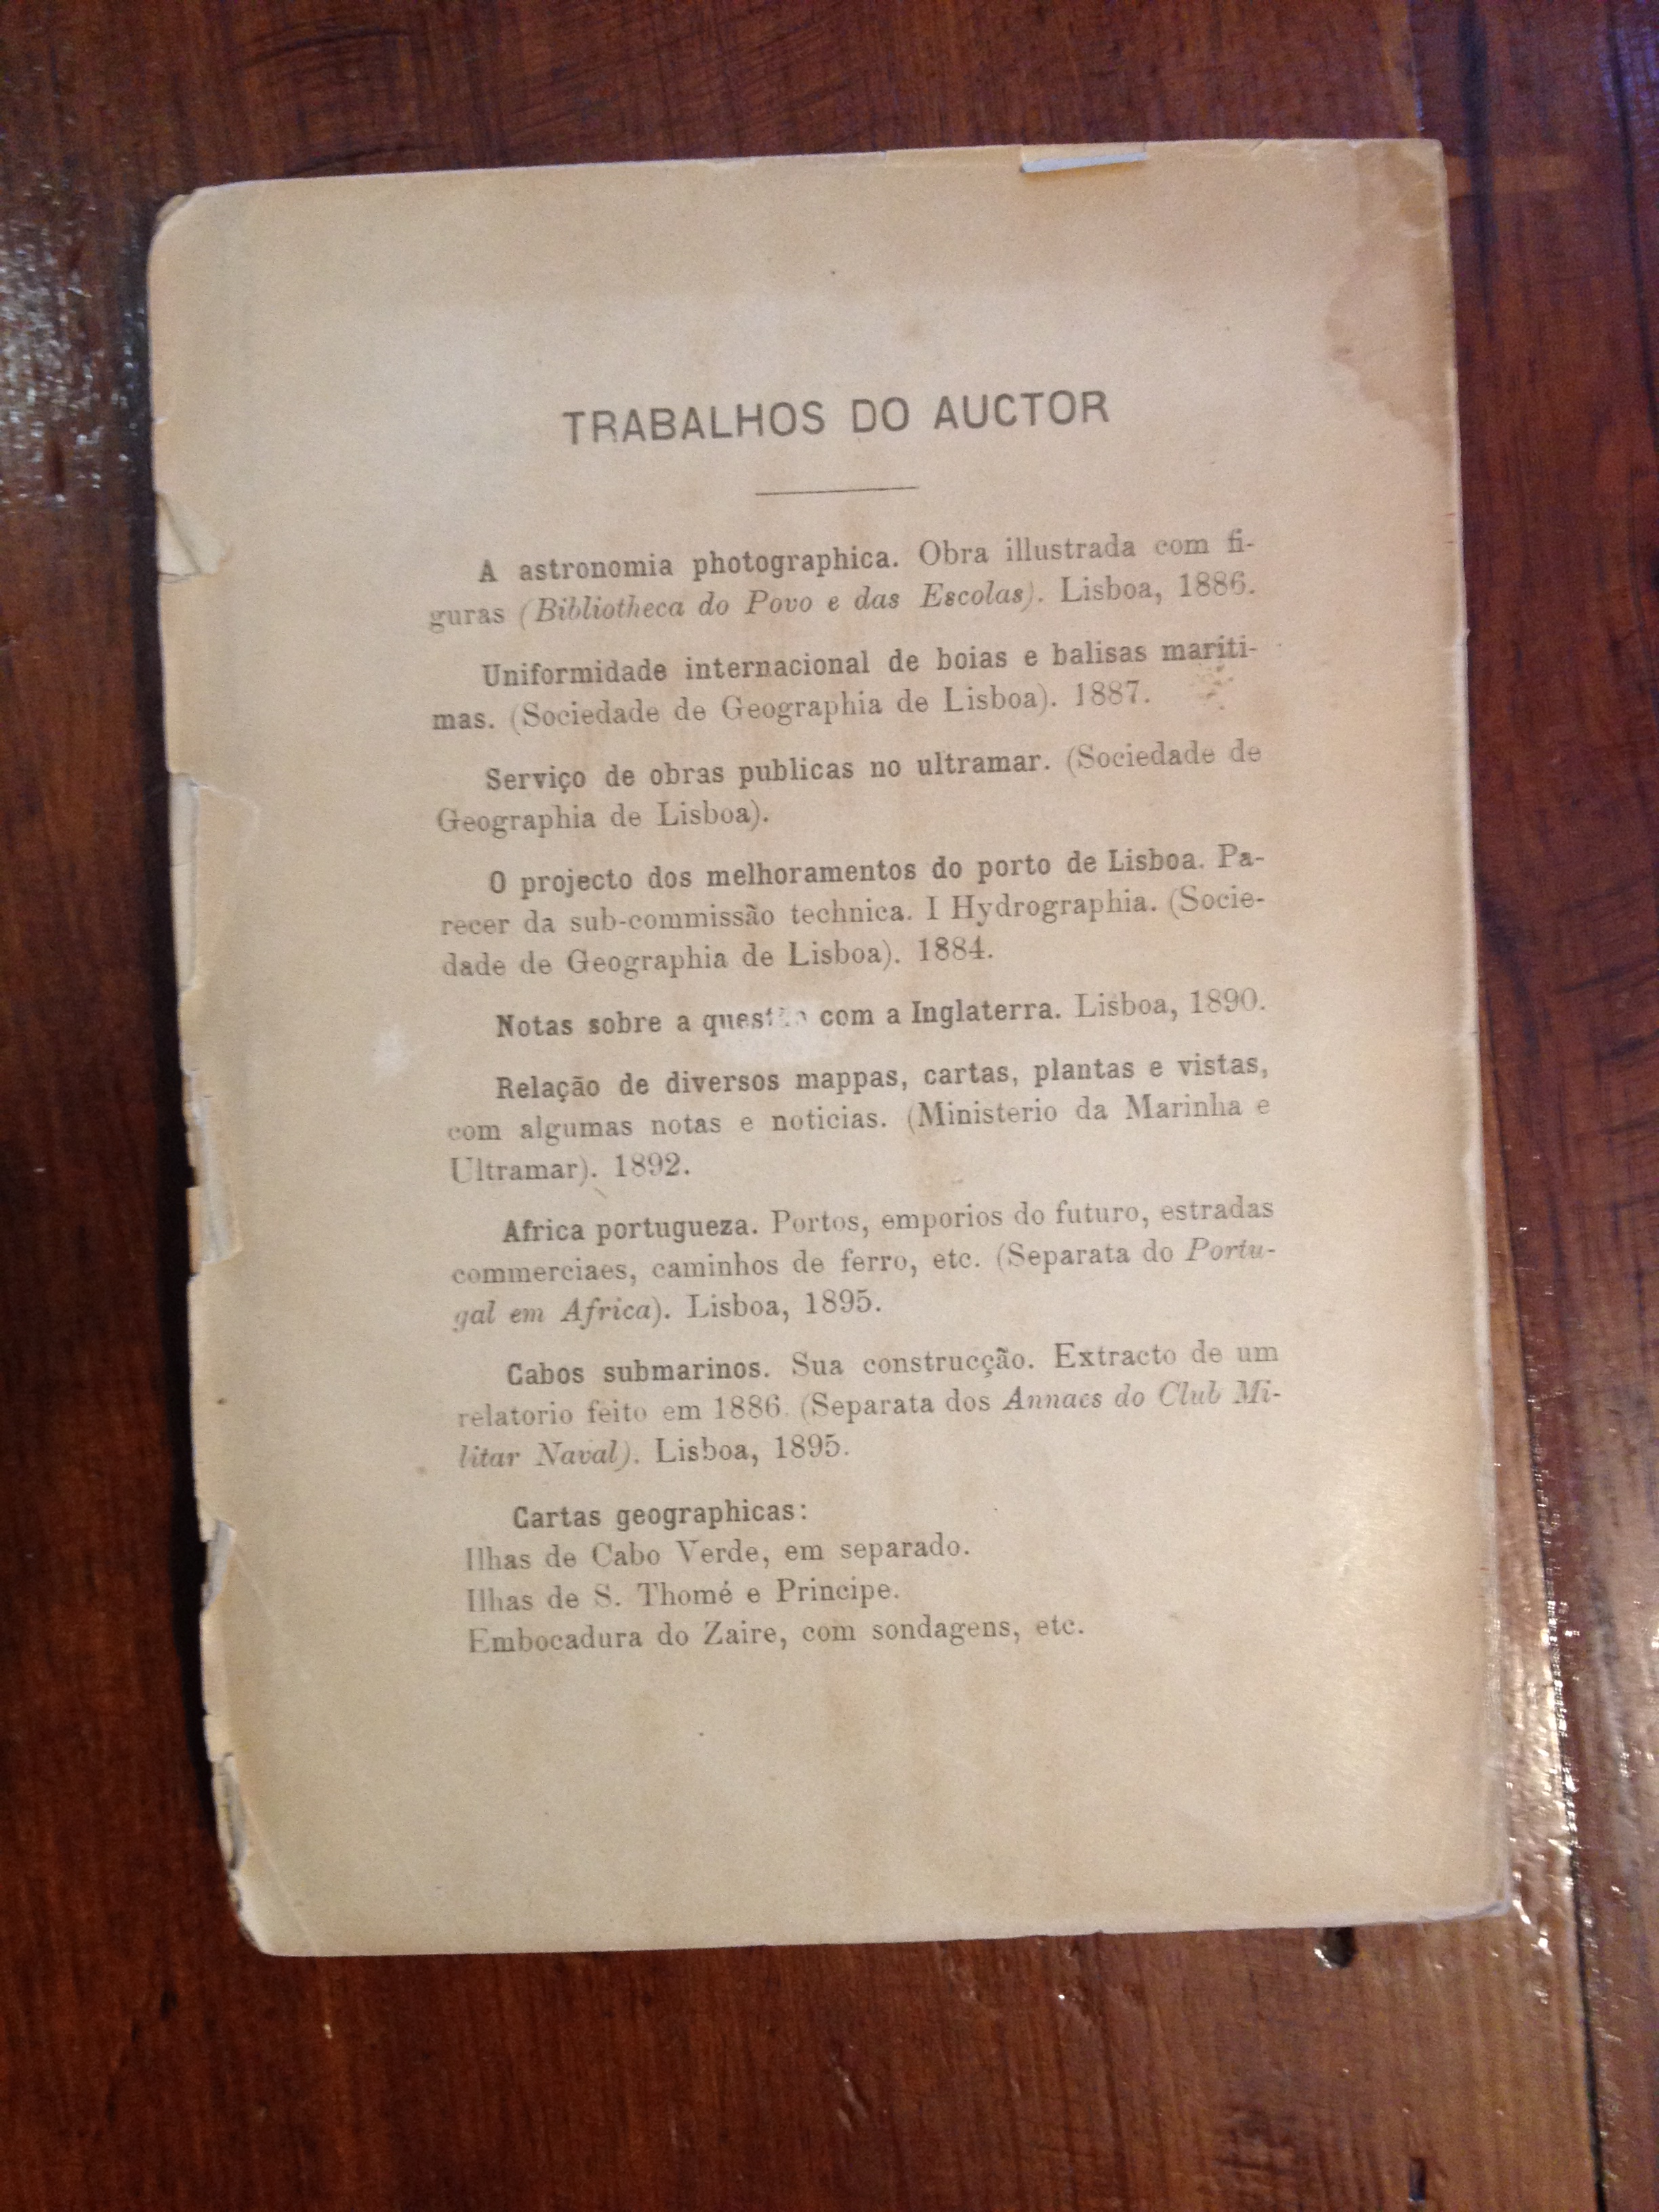 TRABALHOS DO AUCTOR
A astronomia photographica. Obra illustrada com fi-
guras (Bibliotheca do Povo e das Escolas). Lisboa, 1886.
Uniformidade internacional de boias e balisas mariti-
mas. (Sociedade de Geographia de Lisboa). 1887.
Serviço de obras publicas no ultramar. (Sociedade de
Geographia de Lisboa).
O projecto dos melhoramentos do porto de Lisboa. Pa-
recer da sub-commissão technica. I Hydrographia. (Socie-
dade de Geographia de Lisboa). 1884.
Notas sobre a questão com a Inglaterra. Lisboa, 1890.
Relação de diversos mappas, cartas, plantas e vistas,
com algumas notas e noticias. (Ministerio da Marinha e
Ultramar). 1892.
Africa portugueza. Portos, emporios do futuro, estradas
commerciaes, caminhos de ferro, etc. (Separata do Portu-
gal em Africa). Lisboa, 1895.
Cabos submarinos. Sua construcção. Extracto de um
relatorio feito em 1886. (Separata dos Annaes do Club Mi-
litar Naval). Lisboa, 1895.
Cartas geographicas:
Ilhas de Cabo Verde, em separado.
Ilhas de S. Thomé e Principe.
Embocadura do Zaire, com sondagens, etc.